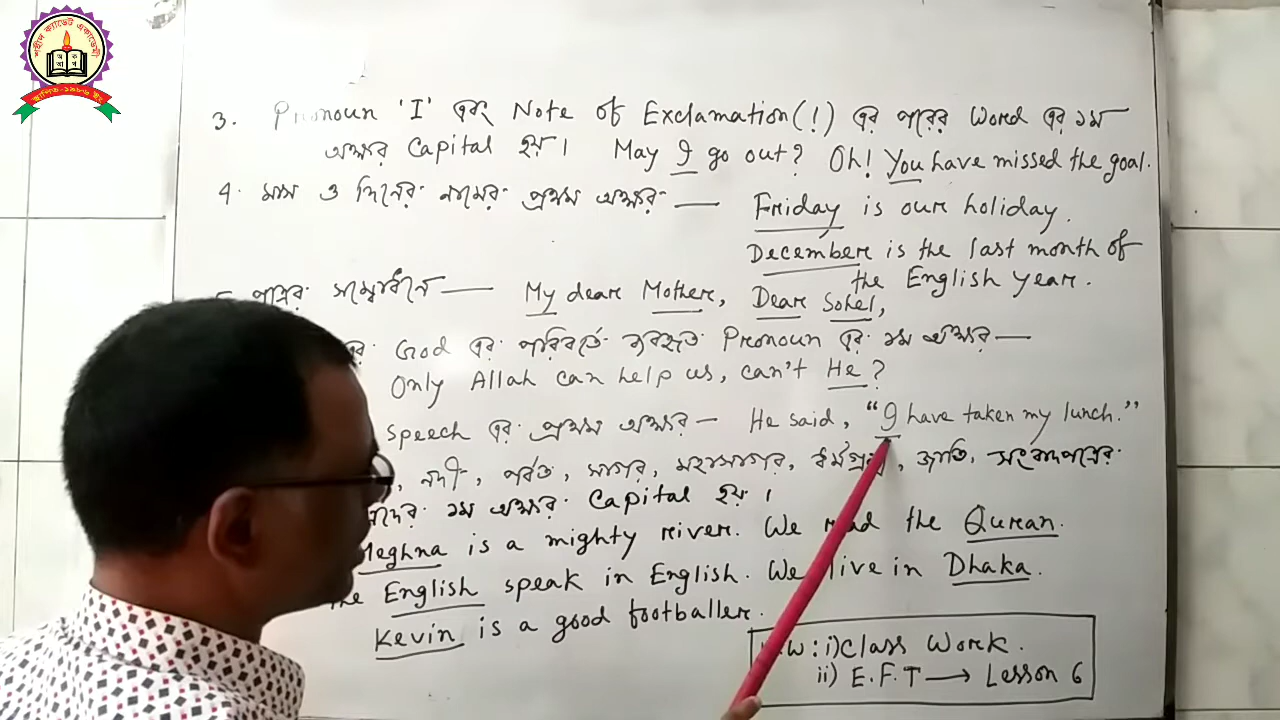 শহীদ ক্যাডেট একাডেমী
স্থাপিত-১৯৮৬ ইং
3. Pronoun 'I' এবং Note of Exclamation(!) এর পরের Word এর ১ম
অক্ষর Capital হয়। May I go out? Oh! You have missed the goal.
4. মাস ও দিনের নামের প্রথম অক্ষর — Friday is our holiday.
December is the last month of
the English year.
পত্রের সম্বোধনে — My dear Mother, Dear Sohel,
God এর পরিবর্তে ব্যবহৃত Pronoun এর ১ম অক্ষর —
Only Allah can help us, can't He?
speech এর প্রথম অক্ষর — He said, "I have taken my lunch."
, নদী, পর্বত, সাগর, মহাসাগর, ধর্মগ্রন্থ, জাতি, সংবাদপত্রের
১ম অক্ষর Capital হয়।
Meghna is a mighty river. We read the Quran.
The English speak in English. We live in Dhaka.
Kevin is a good footballer.
H.W: i) Class Work.
ii) E.F.T → Lesson 6